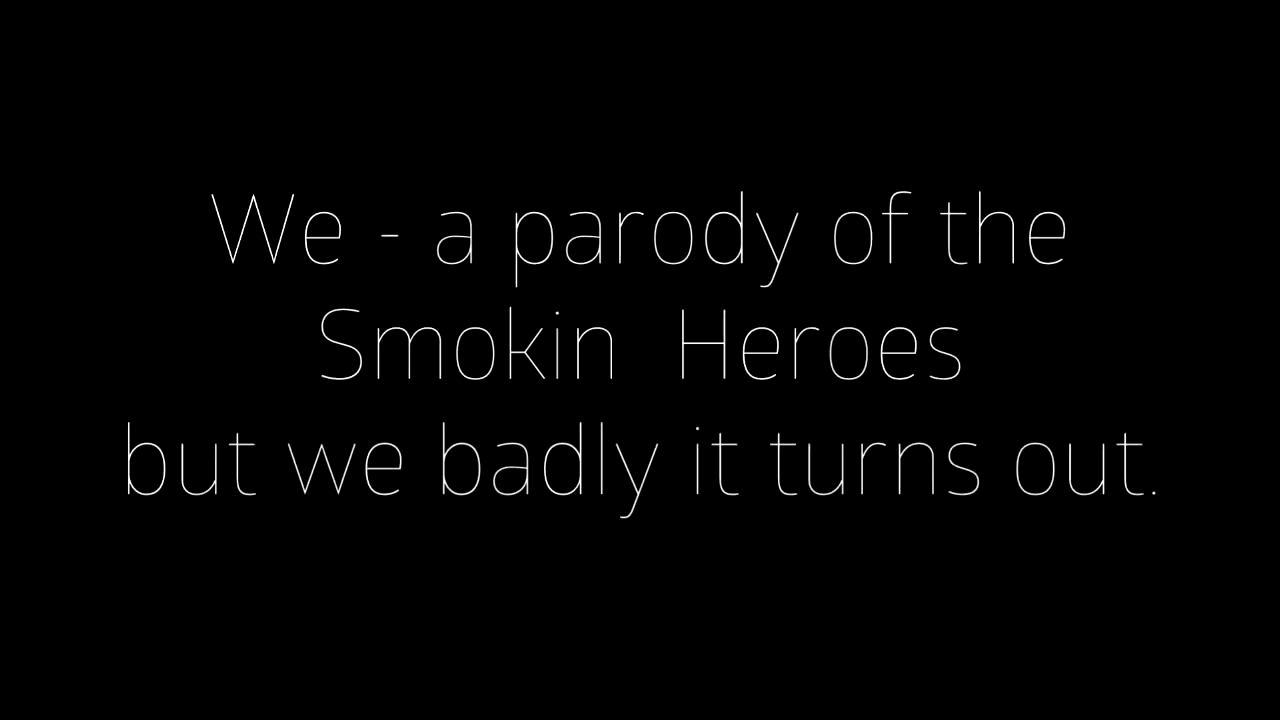 We - a parody of the
Smokin  Heroes
but we badly it turns out.